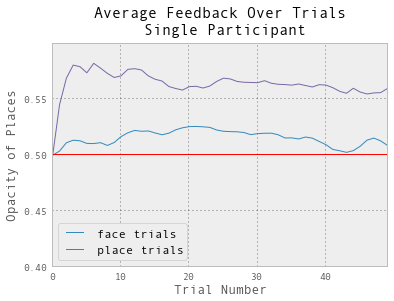 Average Feedback Over Trials
Single Participant
Opacity of Places
0.55
0.50
0.45
0.40
face trials
place trials
0
10
20
30
40
Trial Number